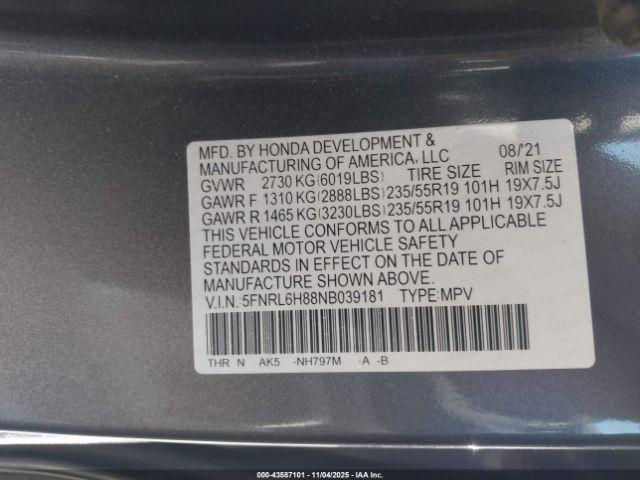 MFD. BY HONDA DEVELOPMENT & 
MANUFACTURING OF AMERICA, LLC 08/'21
GVWR 2730 KG(6019LBS) TIRE SIZE RIM SIZE
GAWR F 1310 KG(2888LBS)235/55R19 101H 19X7.5J
GAWR R 1465 KG(3230LBS)235/55R19 101H 19X7.5J
THIS VEHICLE CONFORMS TO ALL APPLICABLE
FEDERAL MOTOR VEHICLE SAFETY
STANDARDS IN EFFECT ON THE DATE OF
MANUFACTURE SHOWN ABOVE.
V.I.N.:5FNRL6H88NB039181 TYPE:MPV
THR N AK5 -NH797M -A -B
000-43587101 - 11/04/2025 - IAAI, Inc.